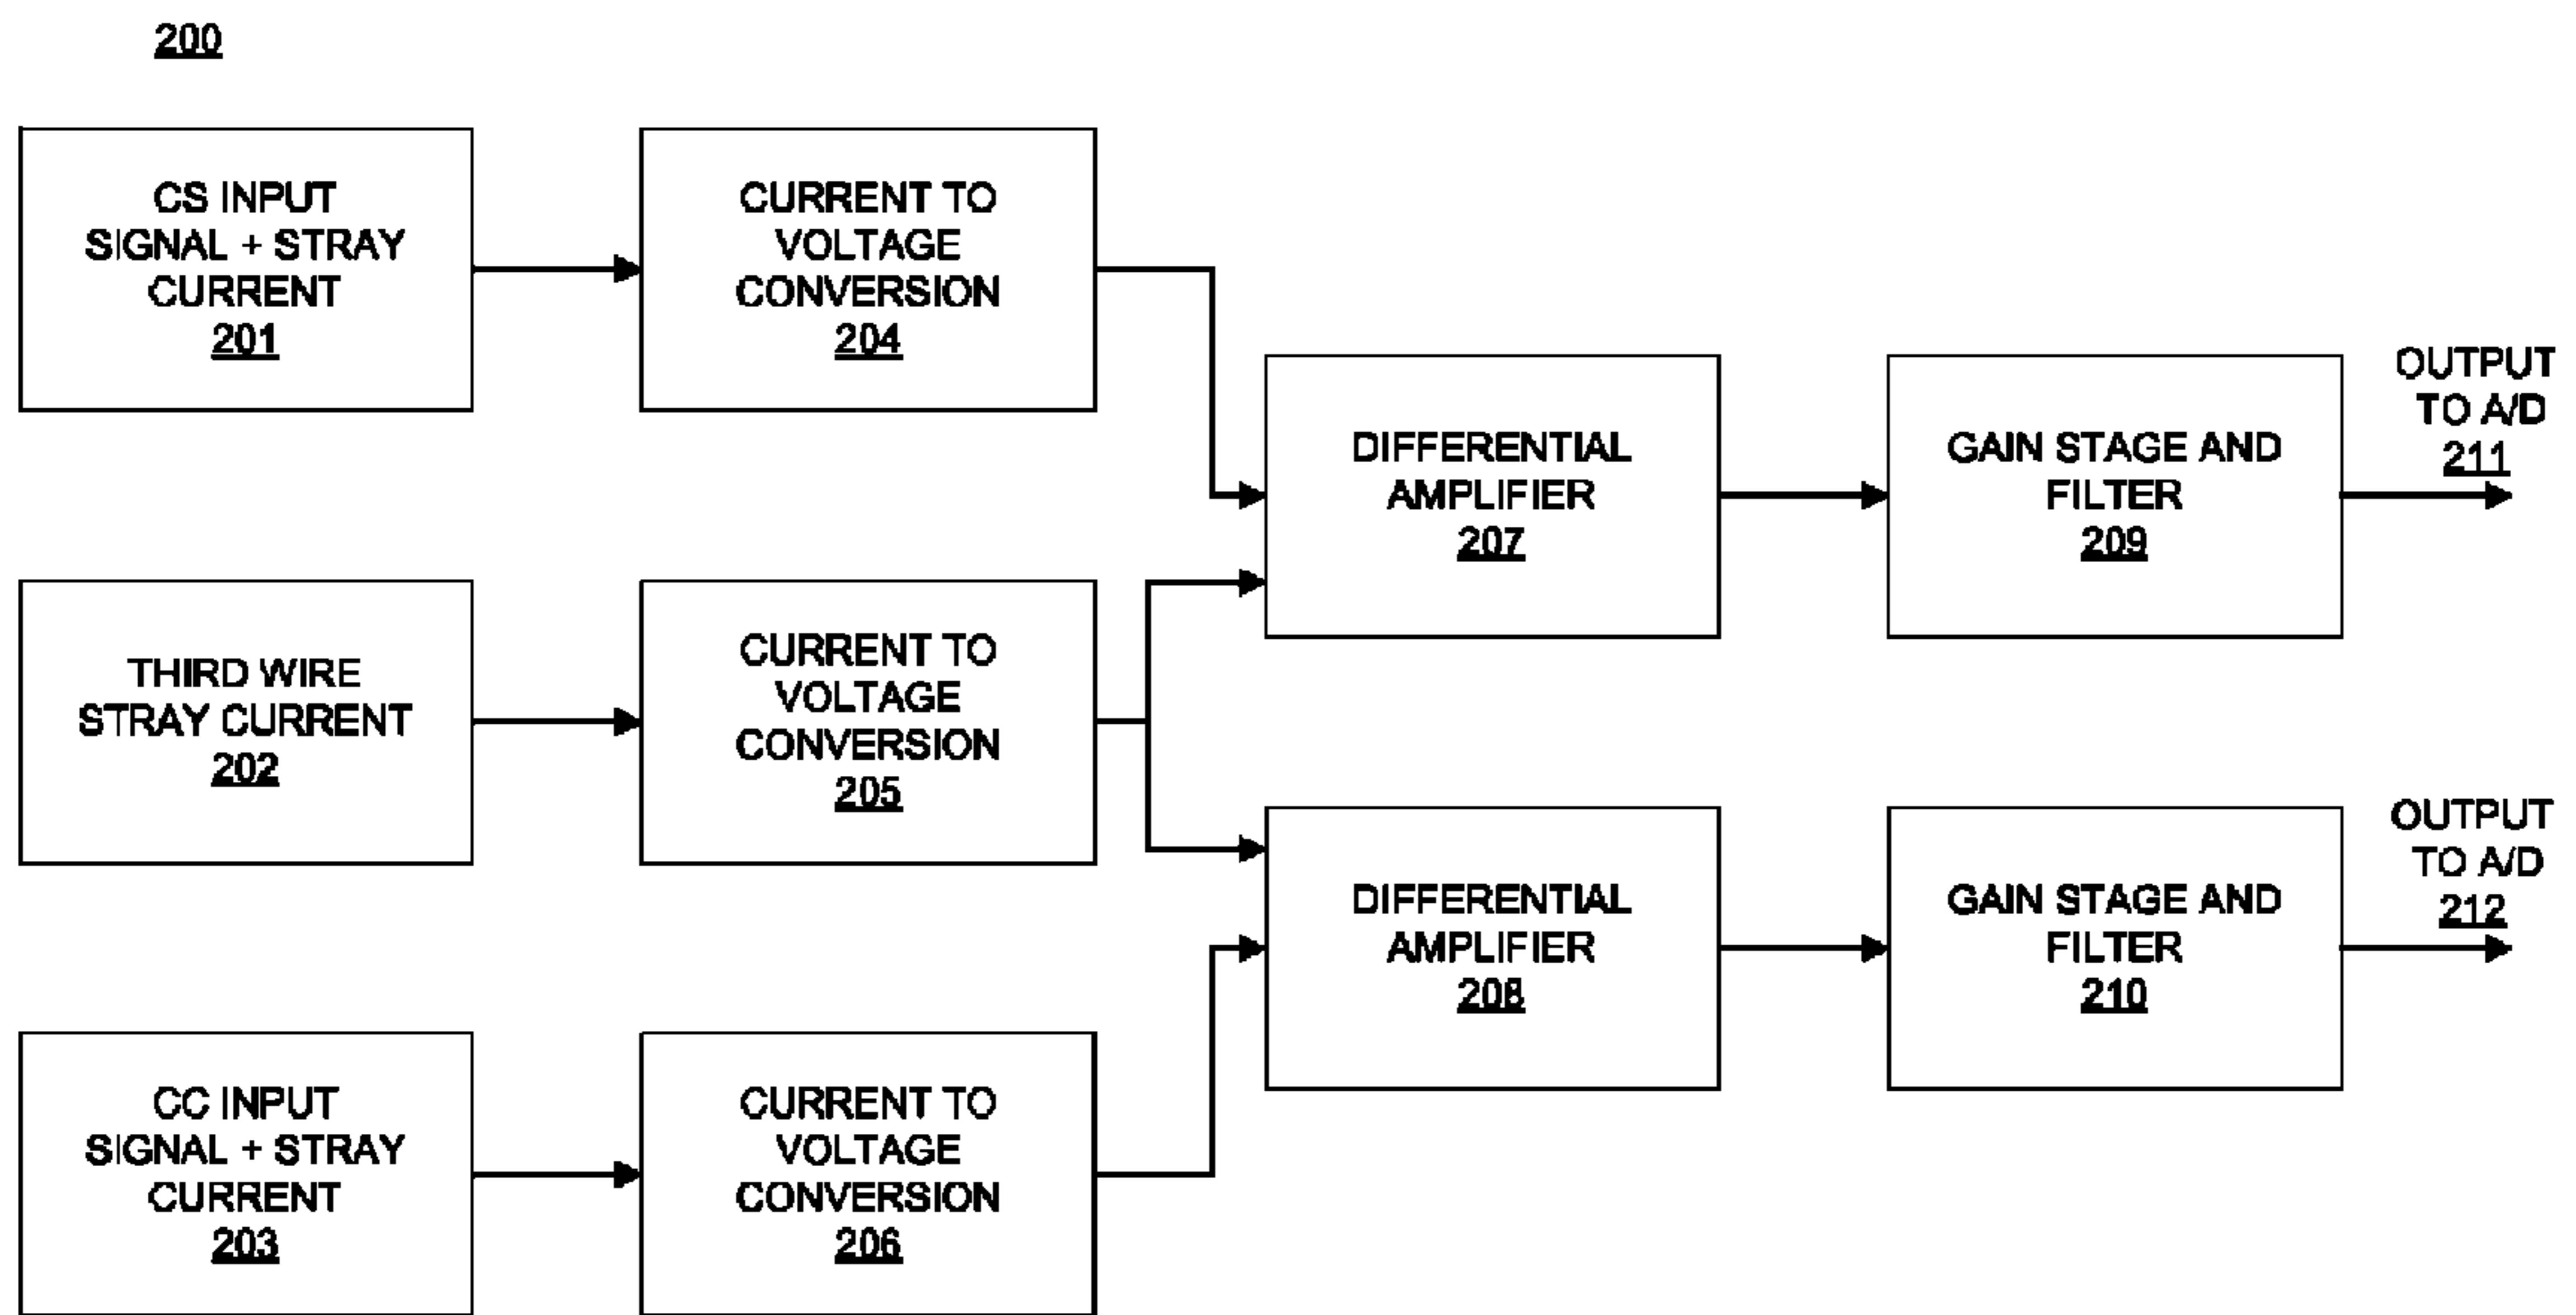 200
CS INPUT
SIGNAL + STRAY
CURRENT
201
CURRENT TO
VOLTAGE
CONVERSION
204
DIFFERENTIAL
AMPLIFIER
207
GAIN STAGE AND
FILTER
209
OUTPUT
TO A/D
211
THIRD WIRE
STRAY CURRENT
202
CURRENT TO
VOLTAGE
CONVERSION
205
DIFFERENTIAL
AMPLIFIER
208
GAIN STAGE AND
FILTER
210
OUTPUT
TO A/D
212
CC INPUT
SIGNAL + STRAY
CURRENT
203
CURRENT TO
VOLTAGE
CONVERSION
206